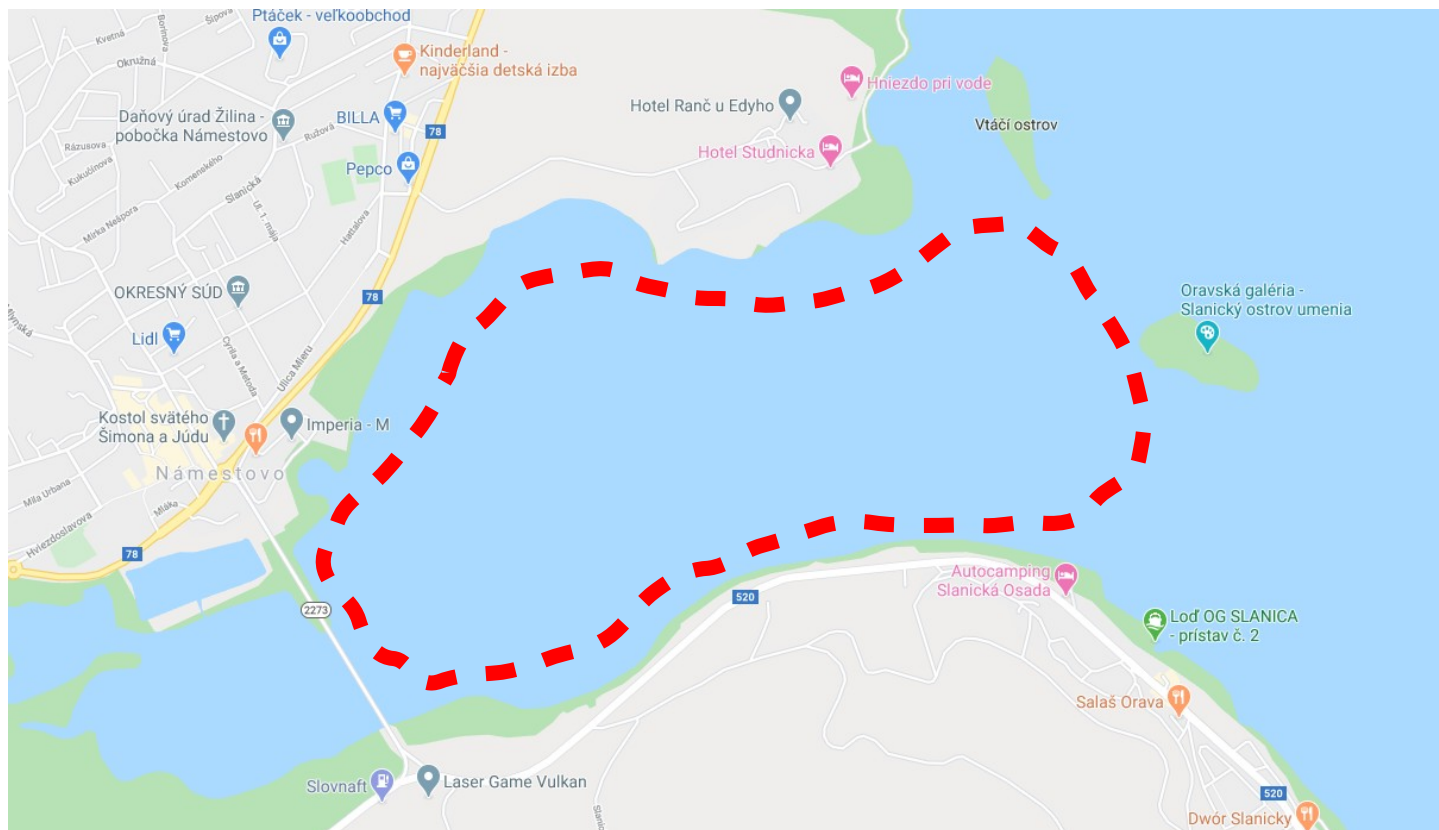 Šípova
Ptáček - veľkoobchod
Kvetná
Borinova
Okružná
Kinderland -
najväčšia detská izba
Hniezdo pri vode
Hotel Ranč u Edyho
Vtáčí ostrov
Daňový úrad Žilina -
pobočka Námestovo
BILLA
78
Ružová
Rázusova
Hotel Studnicka
Kukučínova
Komenského
Pepco
Slanická
Mirka Nešpora
Ul. 1. mája
Hattalova
OKRESNÝ SÚD
78
Oravská galéria -
Slanický ostrov umenia
Mlynská
Lidl
Cyrila a Metoda
Ulica Mieru
Kostol svätého
Šimona a Júdu
Imperia - M
Námestovo
Mila Urbana
Mláka
Hviezdoslavova
78
Autocamping
Slanická Osada
520
2273
Loď OG SLANICA
- prístav č. 2
Salaš Orava
Slovnaft
Laser Game Vulkan
520
Dwór Slanicky